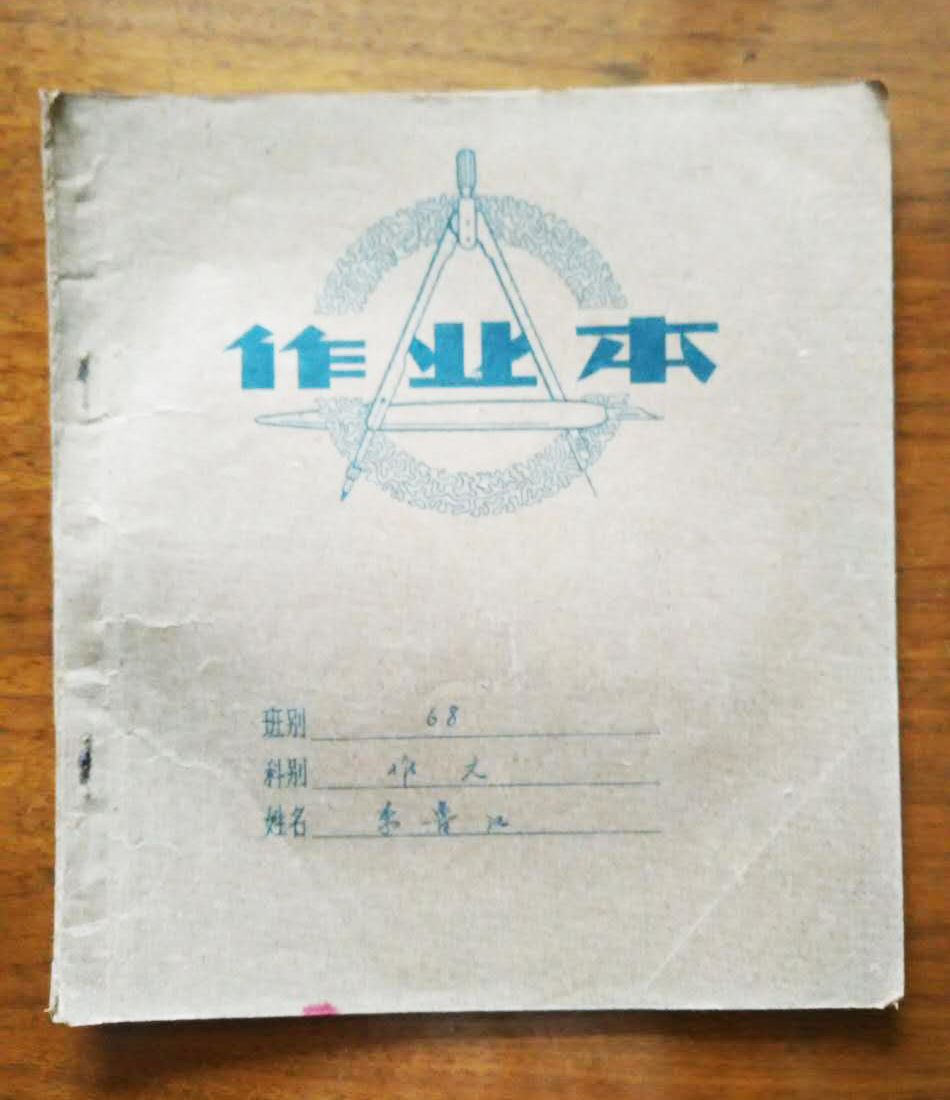 作业本
班别 68
科别 作文
姓名